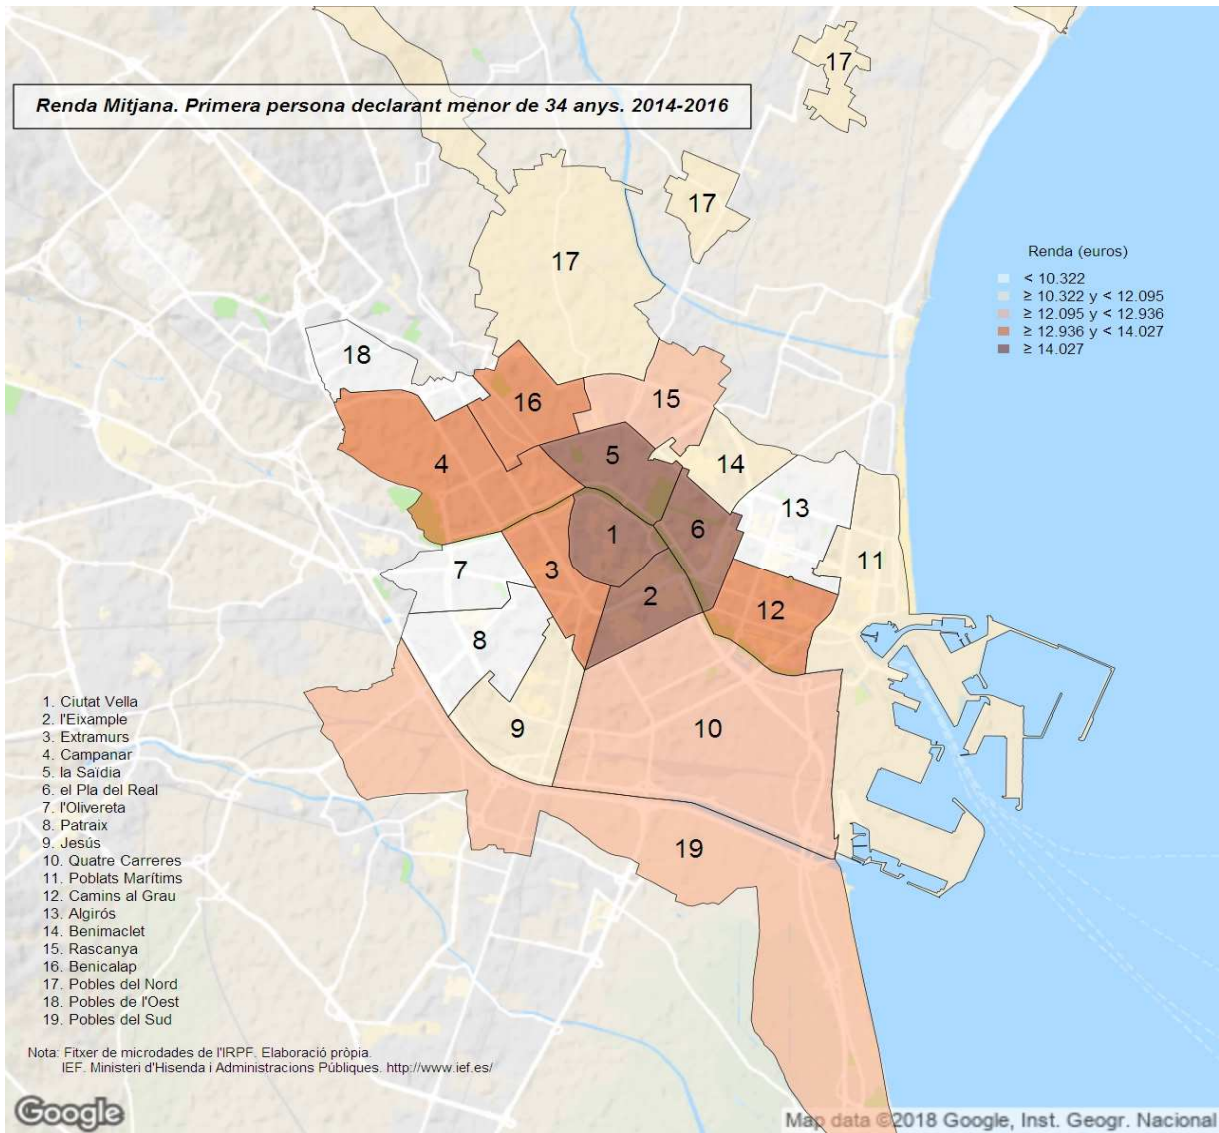 Renda Mitjana. Primera persona declarant menor de 34 anys. 2014-2016
17
17
17
Renda (euros)
< 10.322
≥ 10.322 y < 12.095
≥ 12.095 y < 12.936
≥ 12.936 y < 14.027
≥ 14.027
18
16
15
4
5
14
13
6
1
11
7
3
2
12
8
9
10
19
1. Ciutat Vella
2. l'Eixample
3. Extramurs
4. Campanar
5. la Saïdia
6. el Pla del Real
7. l'Olivereta
8. Patraix
9. Jesús
10. Quatre Carreres
11. Poblats Marítims
12. Camins al Grau
13. Algirós
14. Benimaclet
15. Rascanya
16. Benicalap
17. Pobles del Nord
18. Pobles de l'Oest
19. Pobles del Sud
Nota: Fitxer de microdades de l'IRPF. Elaboració pròpia.
IEF. Ministeri d'Hisenda i Administracions Públiques. http://www.ief.es/
Google
Map data ©2018 Google, Inst. Geogr. Nacional